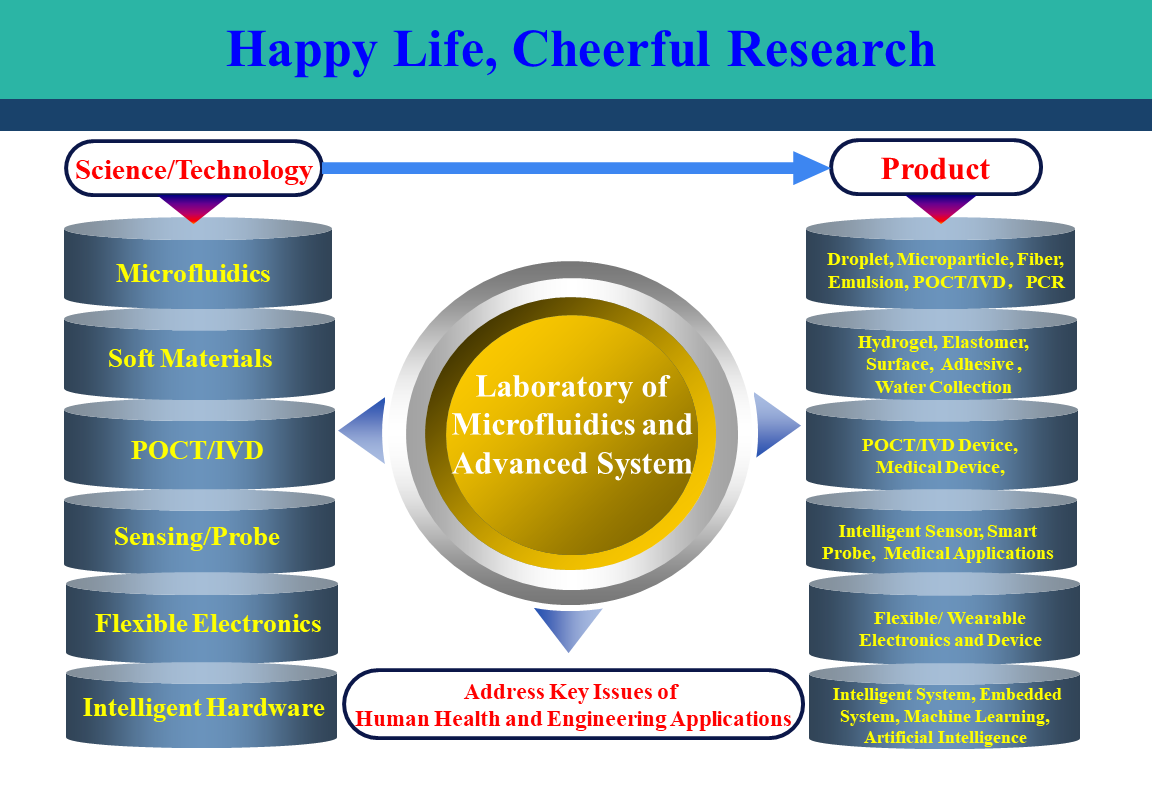 Happy Life, Cheerful Research
Science/Technology
Product
Microfluidics
Soft Materials
POCT/IVD
Sensing/Probe
Flexible Electronics
Intelligent Hardware
Laboratory of
Microfluidics and
Advanced System
Address Key Issues of
Human Health and Engineering Applications
Droplet, Microparticle, Fiber,
Emulsion, POCT/IVD，PCR
Hydrogel, Elastomer,
Surface, Adhesive ,
Water Collection
POCT/IVD Device,
Medical Device,
Intelligent Sensor, Smart
Probe, Medical Applications
Flexible/ Wearable
Electronics and Device
Intelligent System, Embedded
System, Machine Learning,
Artificial Intelligence